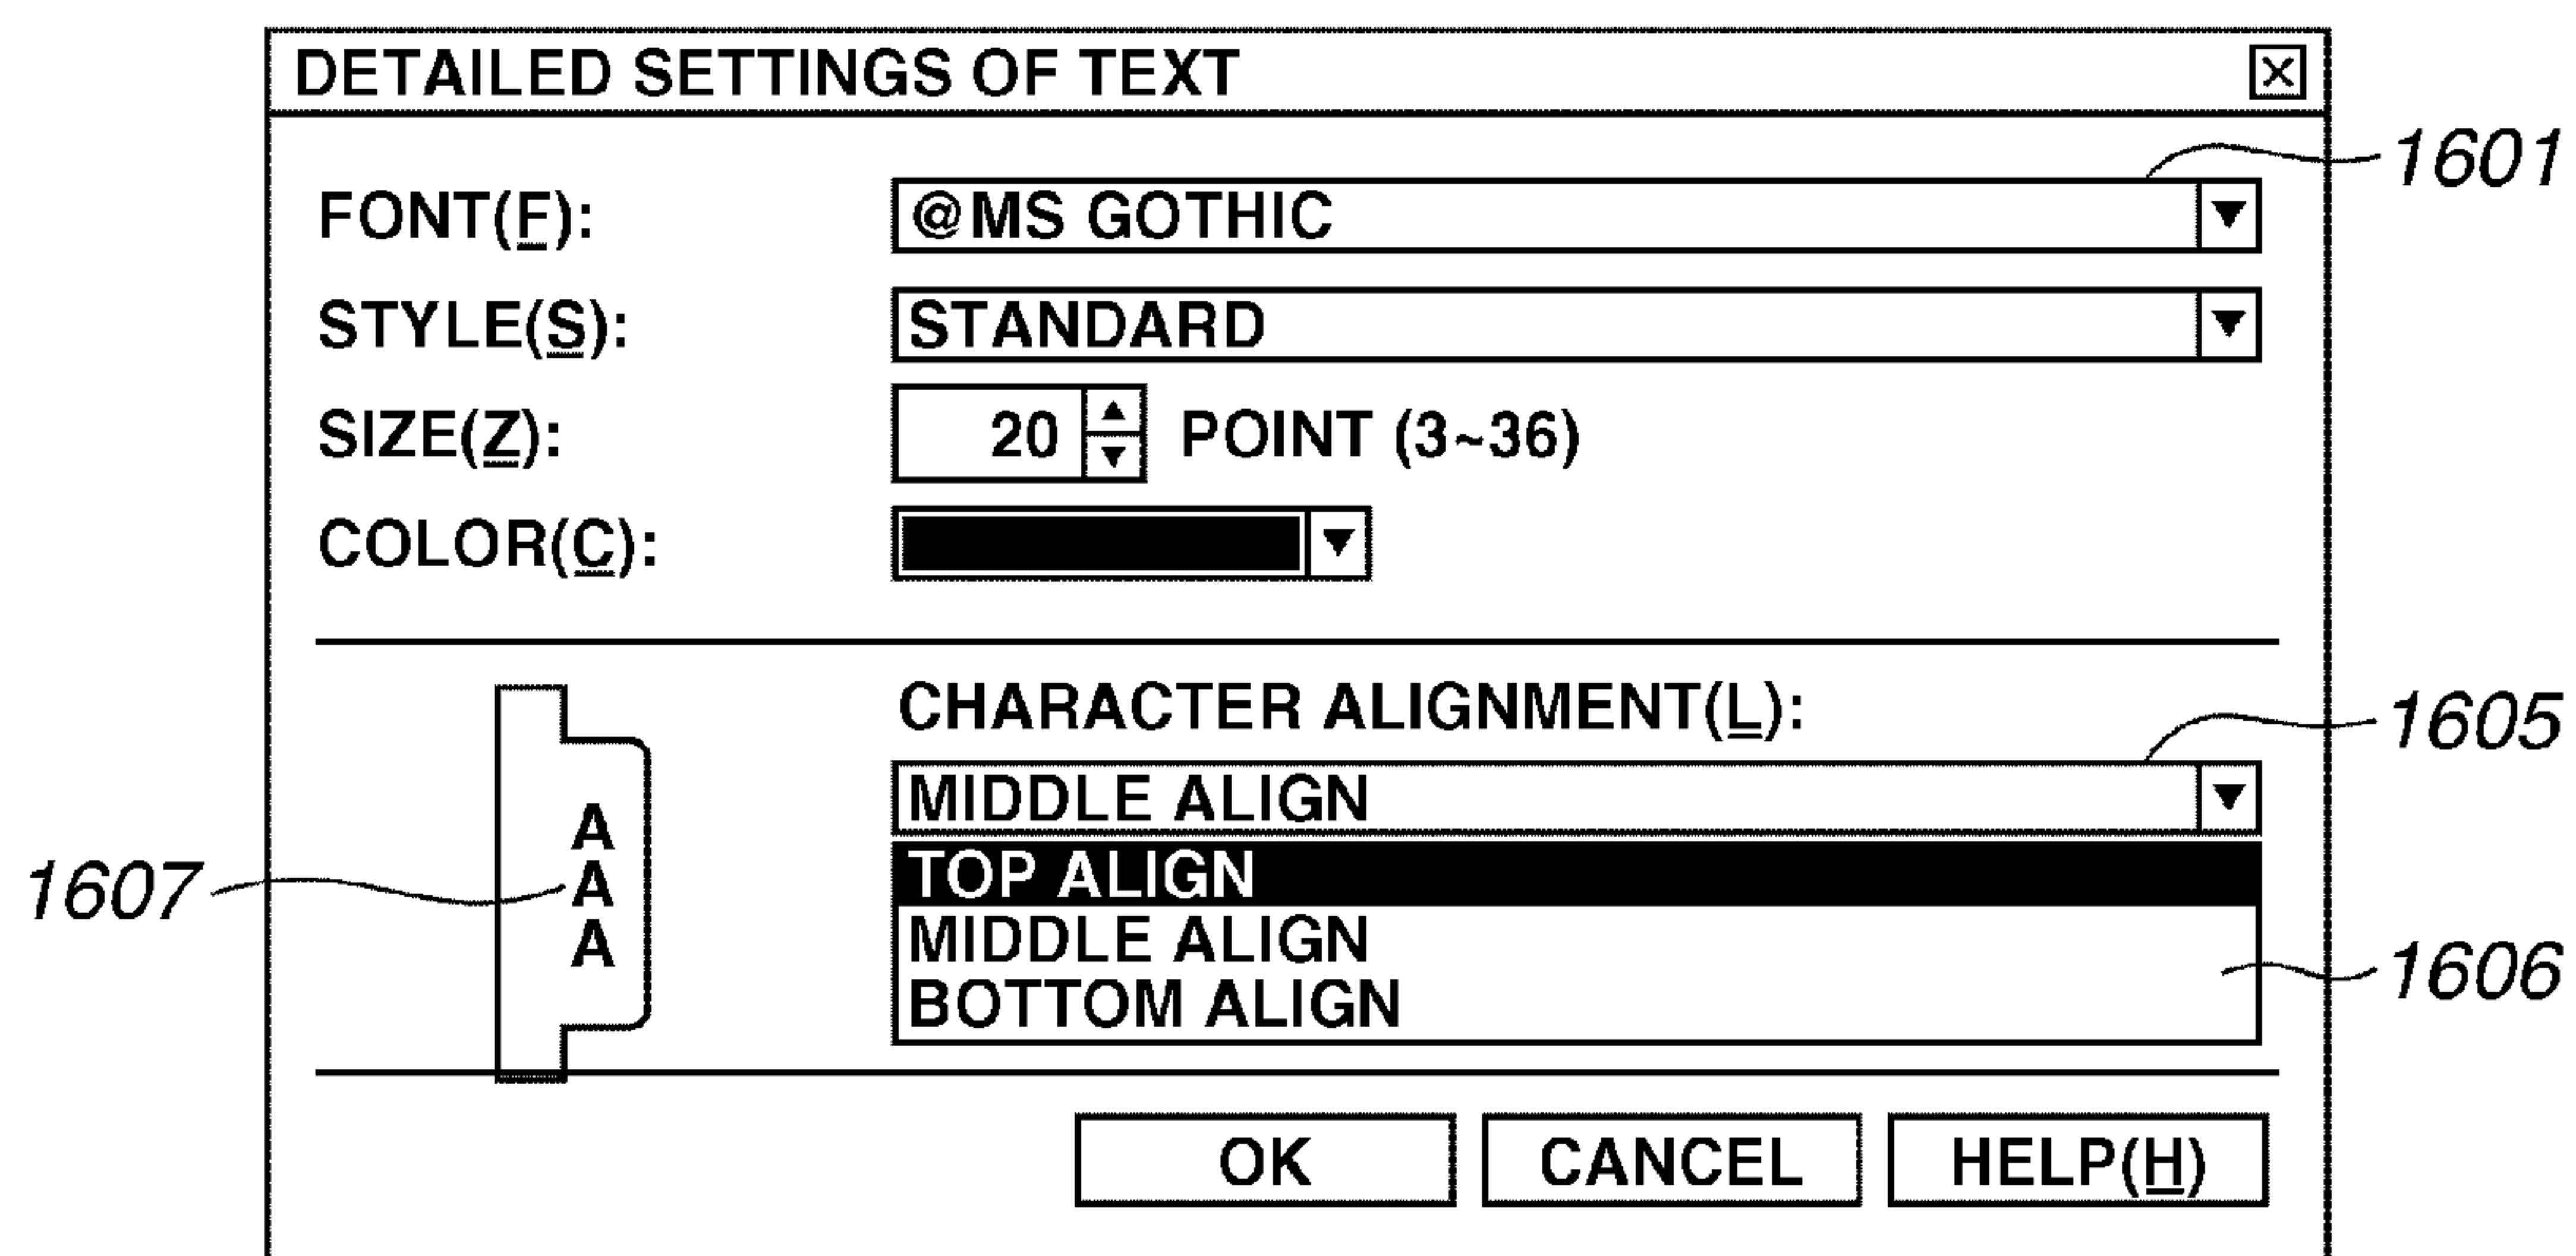 DETAILED SETTINGS OF TEXT
1601
FONT(F): @MS GOTHIC
STYLE(S): STANDARD
SIZE(Z): 20 POINT (3~36)
COLOR(C):
CHARACTER ALIGNMENT(L):
1605
MIDDLE ALIGN
TOP ALIGN
MIDDLE ALIGN
BOTTOM ALIGN
1606
A
A
A
1607
OK CANCEL HELP(H)